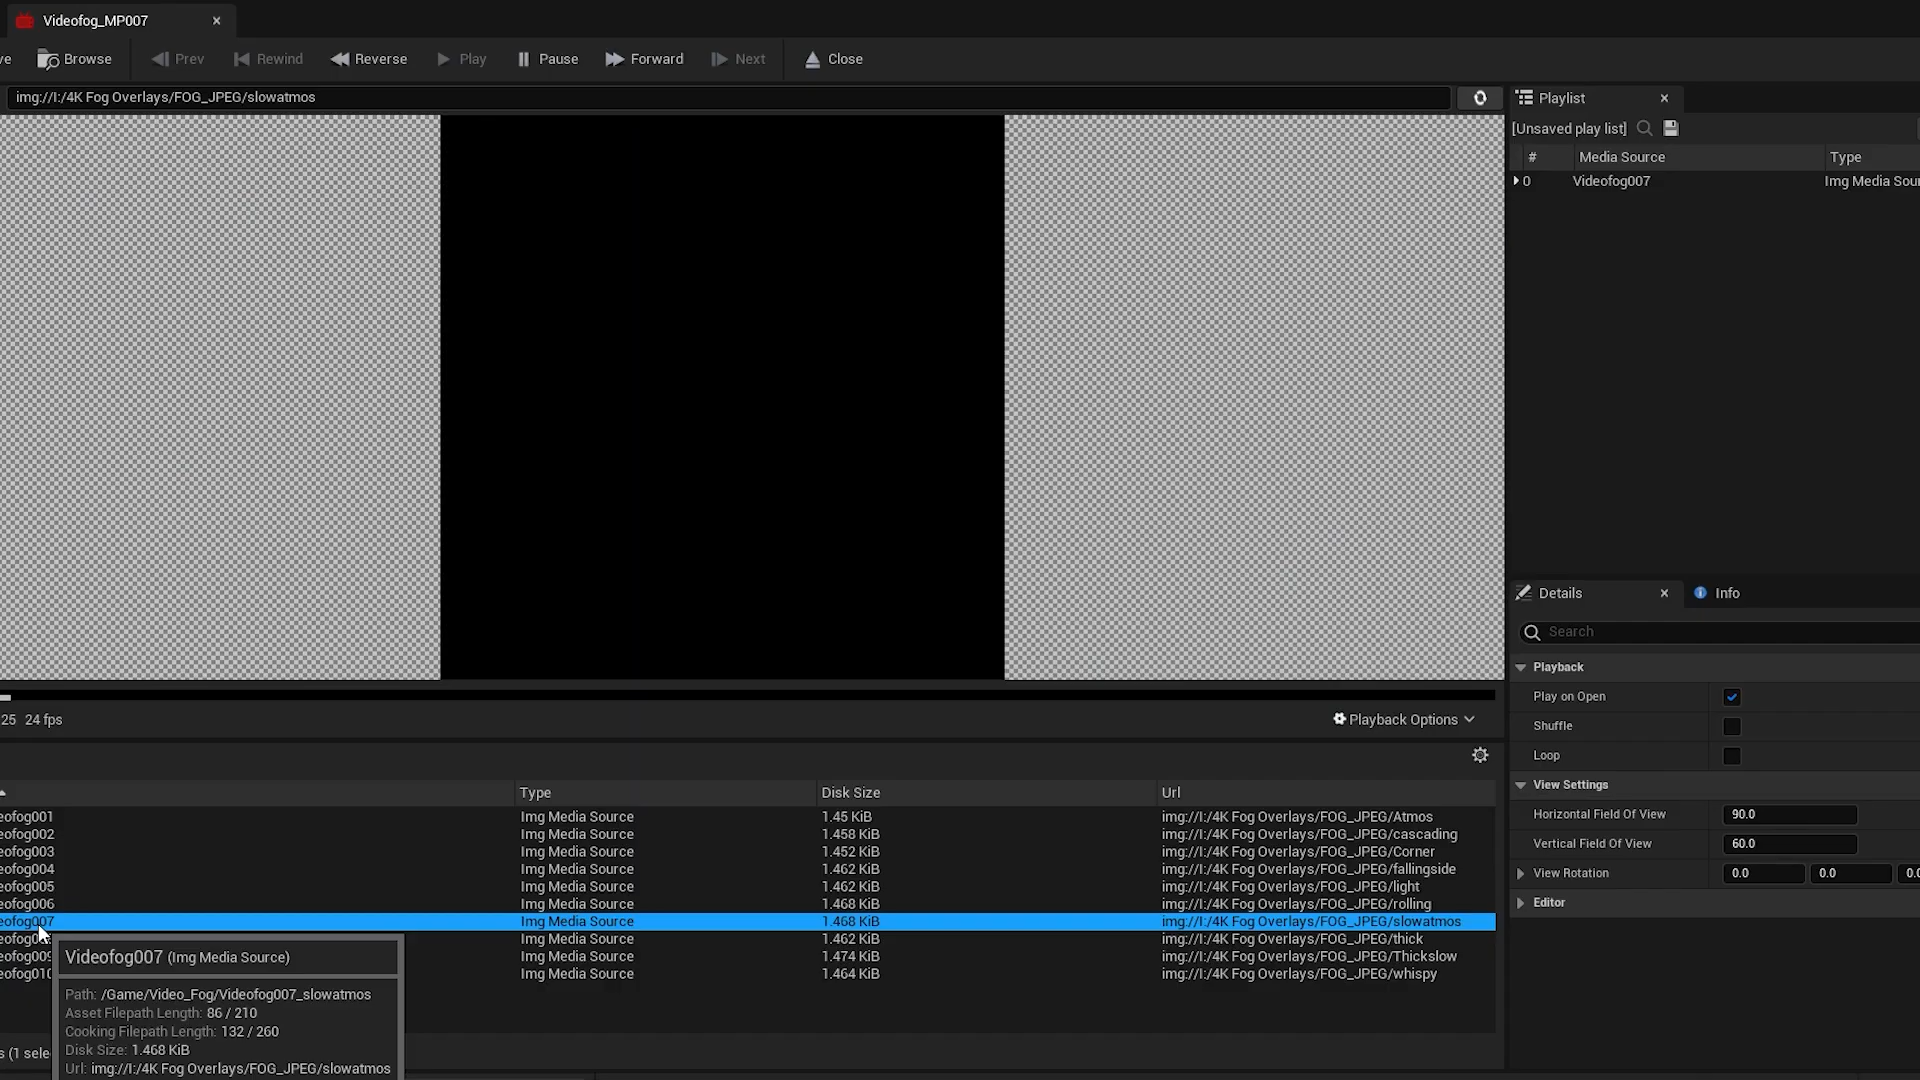 Videofog_MP007
ve Browse Prev Rewind Reverse Play Pause Forward Next Close
img://I:/4K Fog Overlays/FOG_JPEG/slowatmos
Playlist
[Unsaved play list]
# Media Source Type
0 Videofog007 Img Media Sour
25 24 fps
Playback Options
Type Disk Size Url
eofog001 Img Media Source 1.45 KiB img://I:/4K Fog Overlays/FOG_JPEG/Atmos
eofog002 Img Media Source 1.458 KiB img://I:/4K Fog Overlays/FOG_JPEG/cascading
eofog003 Img Media Source 1.452 KiB img://I:/4K Fog Overlays/FOG_JPEG/Corner
eofog004 Img Media Source 1.462 KiB img://I:/4K Fog Overlays/FOG_JPEG/fallingside
eofog005 Img Media Source 1.462 KiB img://I:/4K Fog Overlays/FOG_JPEG/light
eofog006 Img Media Source 1.468 KiB img://I:/4K Fog Overlays/FOG_JPEG/rolling
eofog007 Img Media Source 1.468 KiB img://I:/4K Fog Overlays/FOG_JPEG/slowatmos
eofog0 Img Media Source 1.462 KiB img://I:/4K Fog Overlays/FOG_JPEG/thick
eofog009 Img Media Source 1.474 KiB img://I:/4K Fog Overlays/FOG_JPEG/Thickslow
eofog010 Img Media Source 1.464 KiB img://I:/4K Fog Overlays/FOG_JPEG/whispy
s (1 sele
Videofog007 (Img Media Source)
Path: /Game/Video_Fog/Videofog007_slowatmos
Asset Filepath Length: 86 / 210
Cooking Filepath Length: 132 / 260
Disk Size: 1.468 KiB
Url: img://I:/4K Fog Overlays/FOG_JPEG/slowatmos
Details Info
Search
Playback
Play on Open
Shuffle
Loop
View Settings
Horizontal Field Of View 90.0
Vertical Field Of View 60.0
View Rotation 0.0 0.0 0.0
Editor